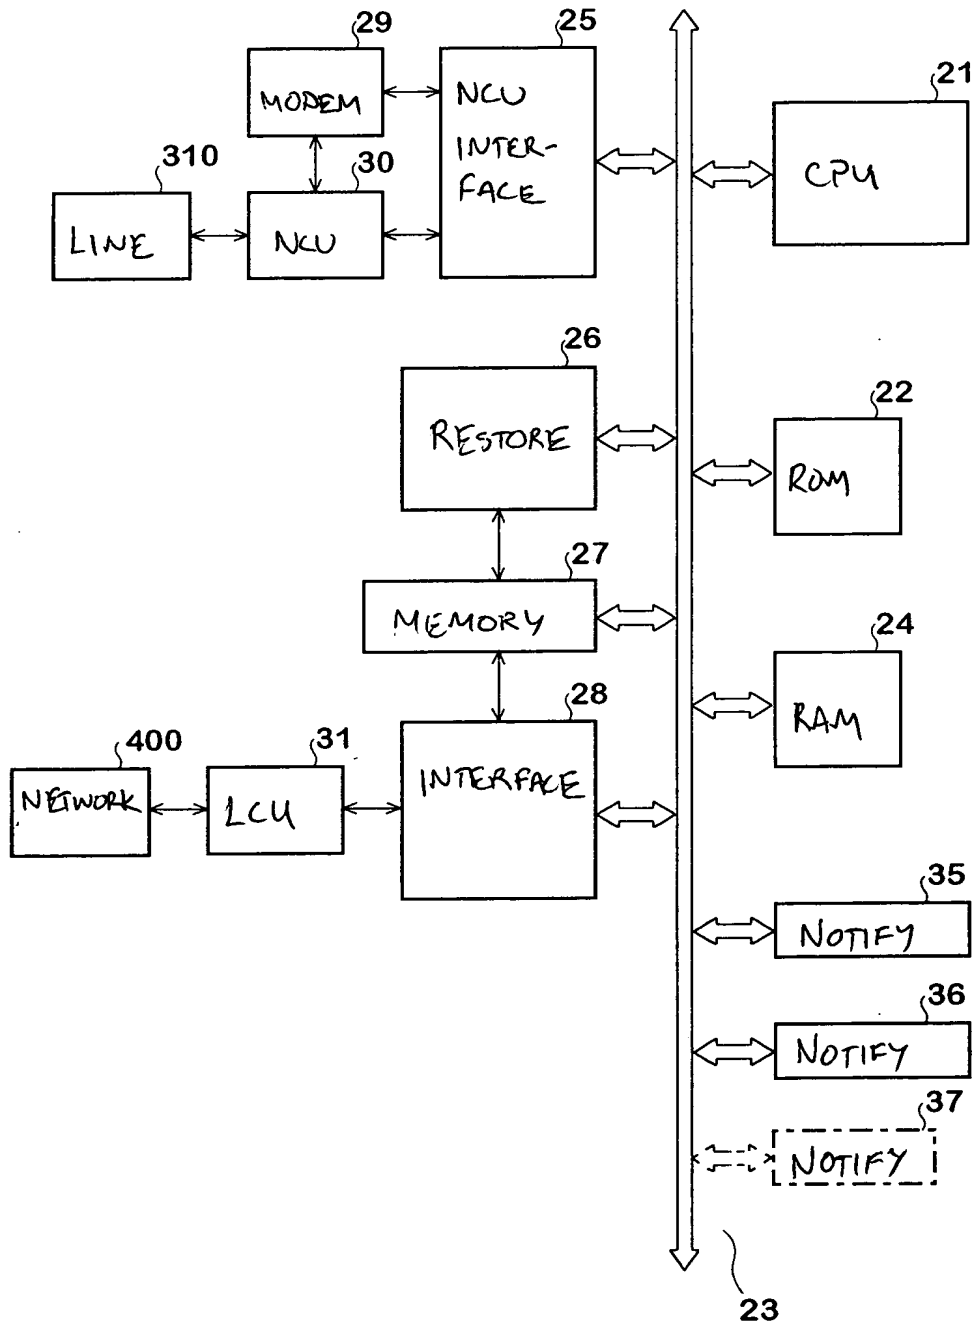 29
25
MODEM
NCU
INTER-
FACE
21
CPU
310
30
LINE
NCU
26
RESTORE
22
ROM
27
MEMORY
24
RAM
28
INTERFACE
400
31
NETWORK
LCU
35
NOTIFY
36
NOTIFY
37
NOTIFY
23